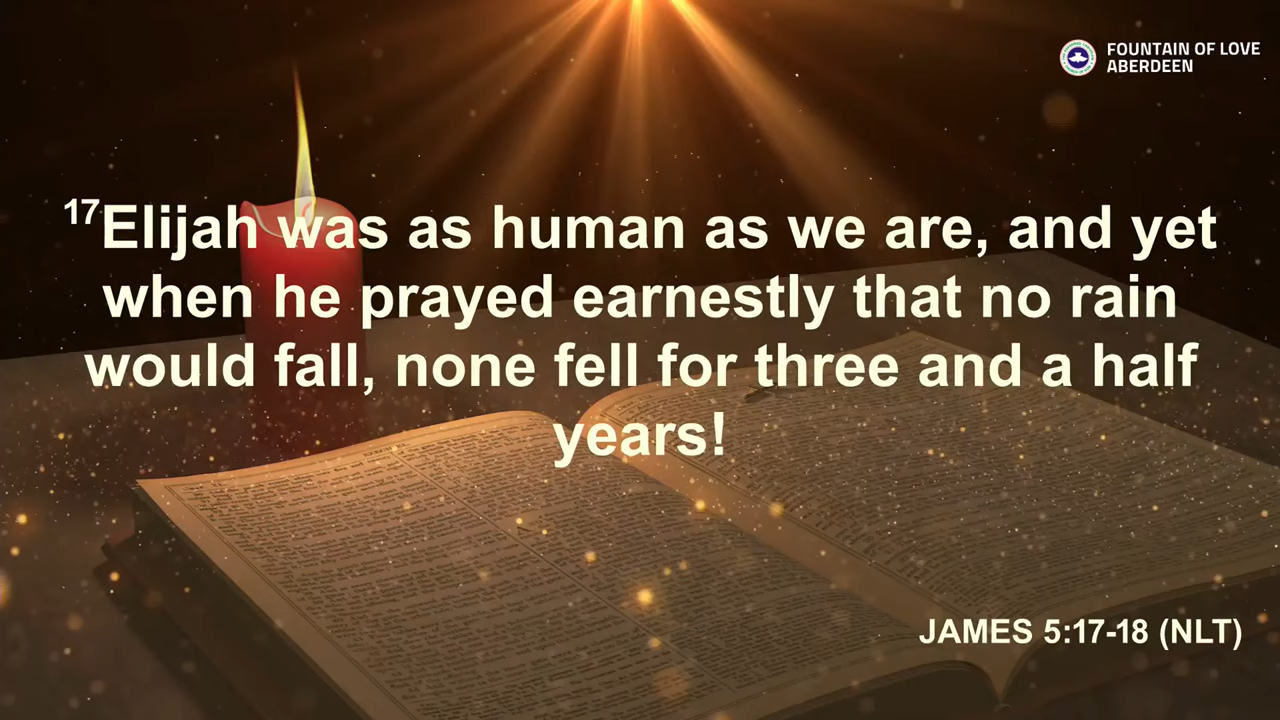 FOUNTAIN OF LOVE
ABERDEEN
17Elijah was as human as we are, and yet
when he prayed earnestly that no rain
would fall, none fell for three and a half
years!
JAMES 5:17-18 (NLT)